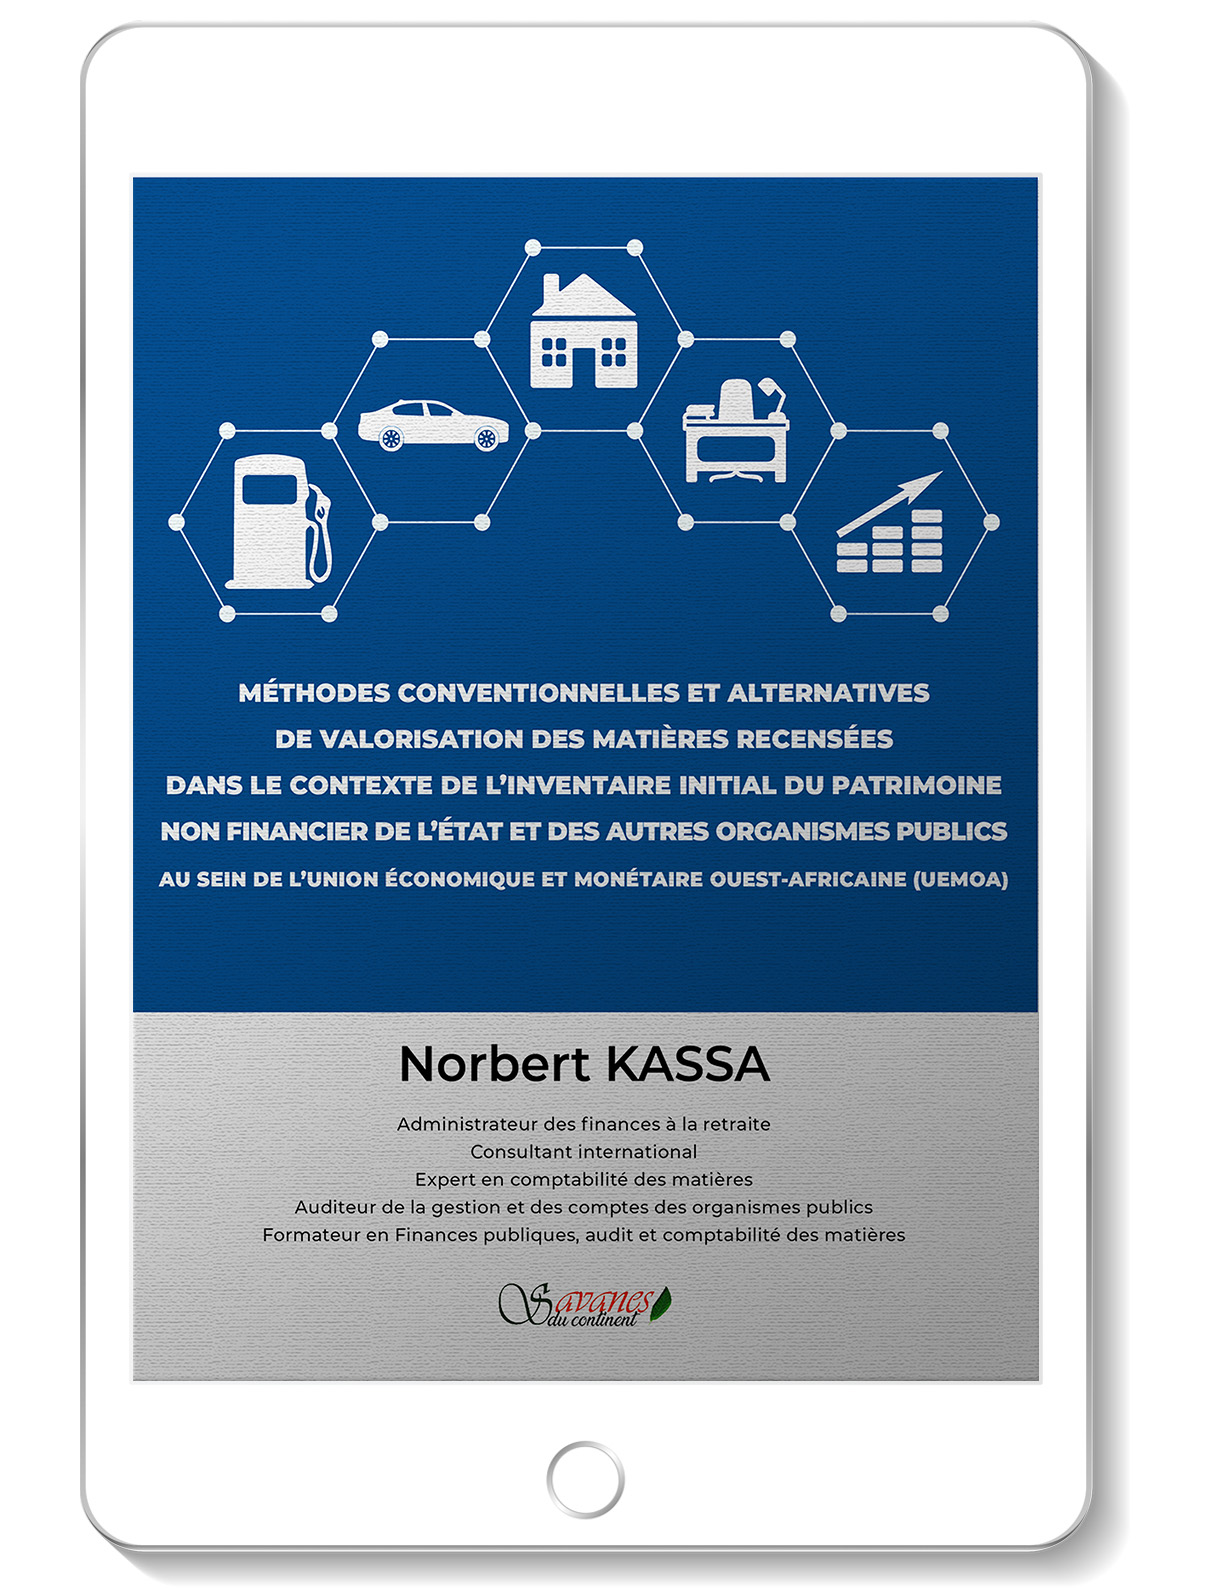 MÉTHODES CONVENTIONNELLES ET ALTERNATIVES
DE VALORISATION DES MATIÈRES RECENSÉES
DANS LE CONTEXTE DE L’INVENTAIRE INITIAL DU PATRIMOINE
NON FINANCIER DE L’ÉTAT ET DES AUTRES ORGANISMES PUBLICS
AU SEIN DE L’UNION ÉCONOMIQUE ET MONÉTAIRE OUEST-AFRICAINE (UEMOA)
Norbert KASSA
Administrateur des finances à la retraite
Consultant international
Expert en comptabilité des matières
Auditeur de la gestion et des comptes des organismes publics
Formateur en Finances publiques, audit et comptabilité des matières
Savanes
du continent